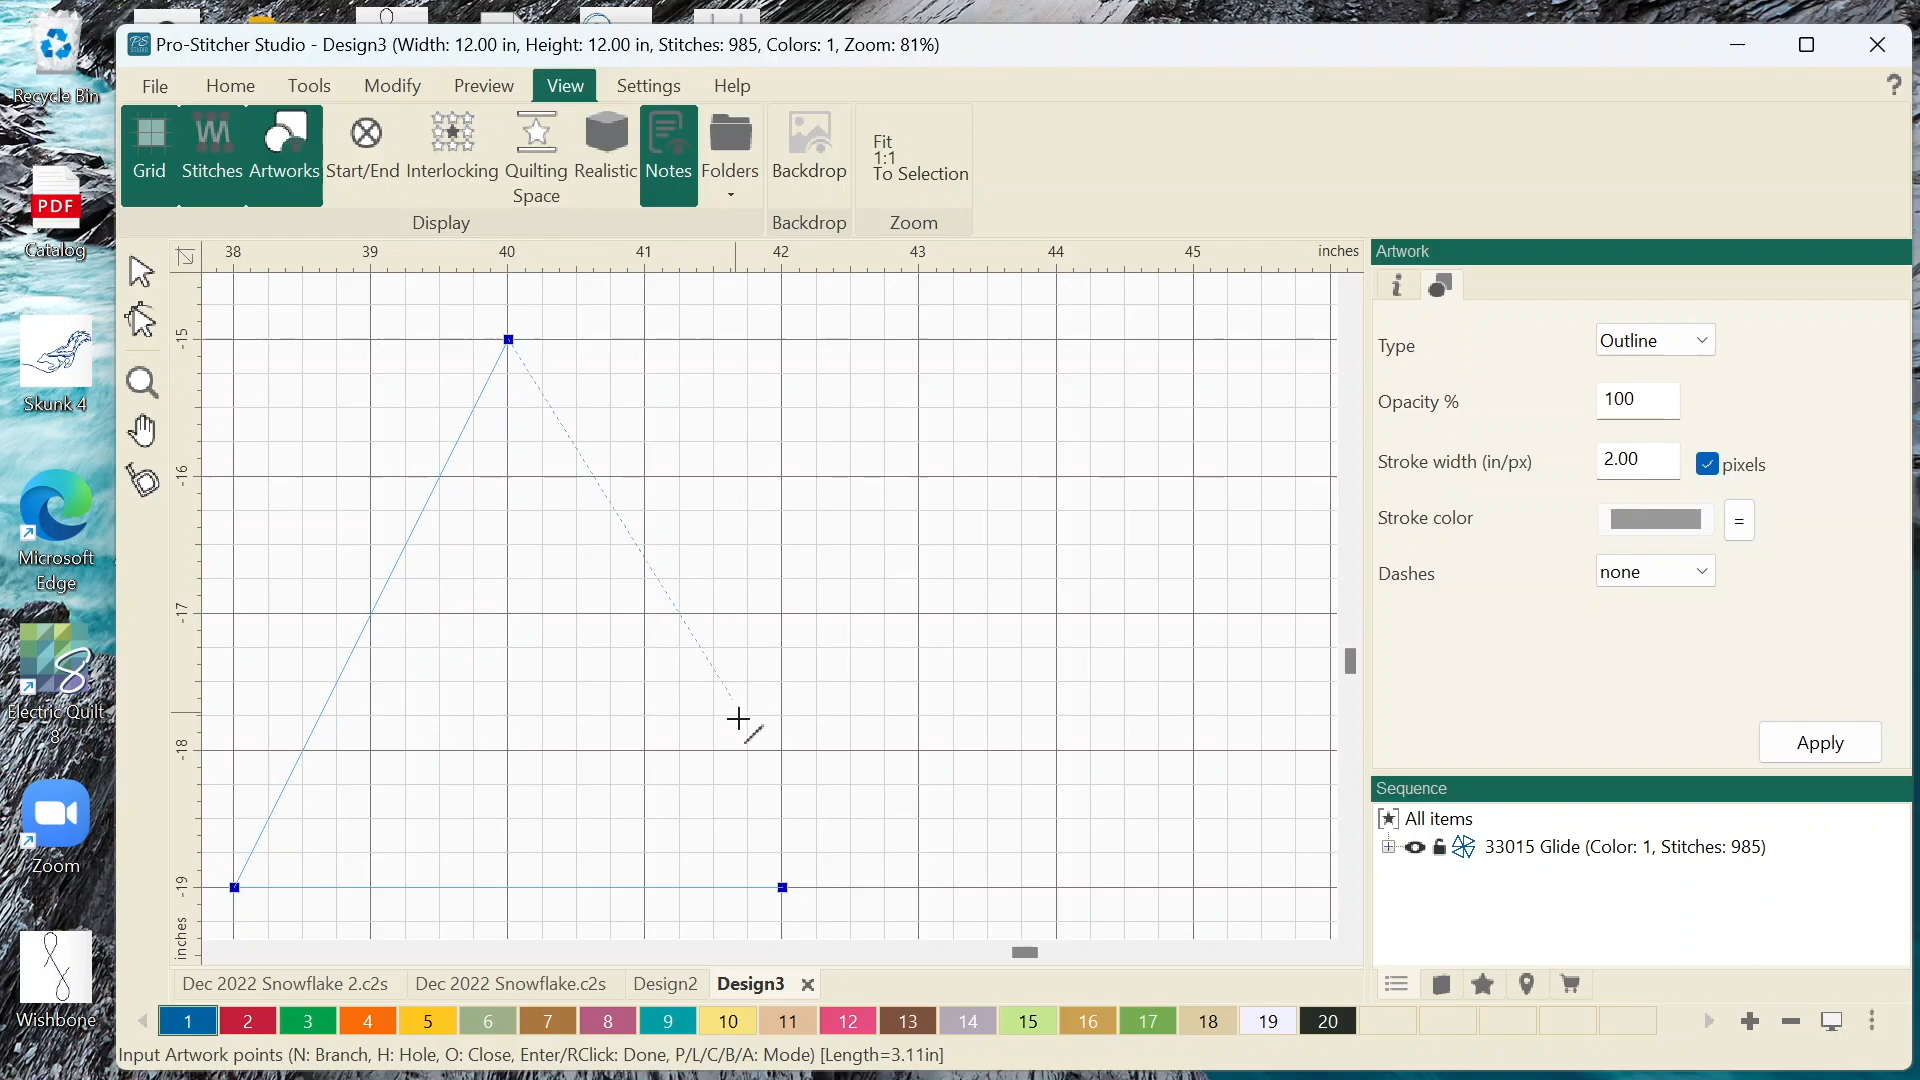 Pro-Stitcher Studio - Design3 (Width: 12.00 in, Height: 12.00 in, Stitches: 985, Colors: 1, Zoom: 81%)
File Home Tools Modify Preview View Settings Help ?
Grid Stitches Artworks Start/End Interlocking Quilting Space Realistic Notes Folders Backdrop
Fit
1:1
To Selection
Display Backdrop Zoom
38 39 40 41 42 43 44 45 inches
-15
-16
-17
-18
-19
inches
Artwork
Type Outline
Opacity % 100
Stroke width (in/px) 2.00 pixels
Stroke color =
Dashes none
Apply
Sequence
All items
33015 Glide (Color: 1, Stitches: 985)
Dec 2022 Snowflake 2.c2s Dec 2022 Snowflake.c2s Design2 Design3
1 2 3 4 5 6 7 8 9 10 11 12 13 14 15 16 17 18 19 20
Input Artwork points (N: Branch, H: Hole, O: Close, Enter/RClick: Done, P/L/C/B/A: Mode) [Length=3.11in]
Recycle Bin
PDF
Catalog
Skunk 4
Microsoft
Edge
Electric Quilt
8
Zoom
Wishbone